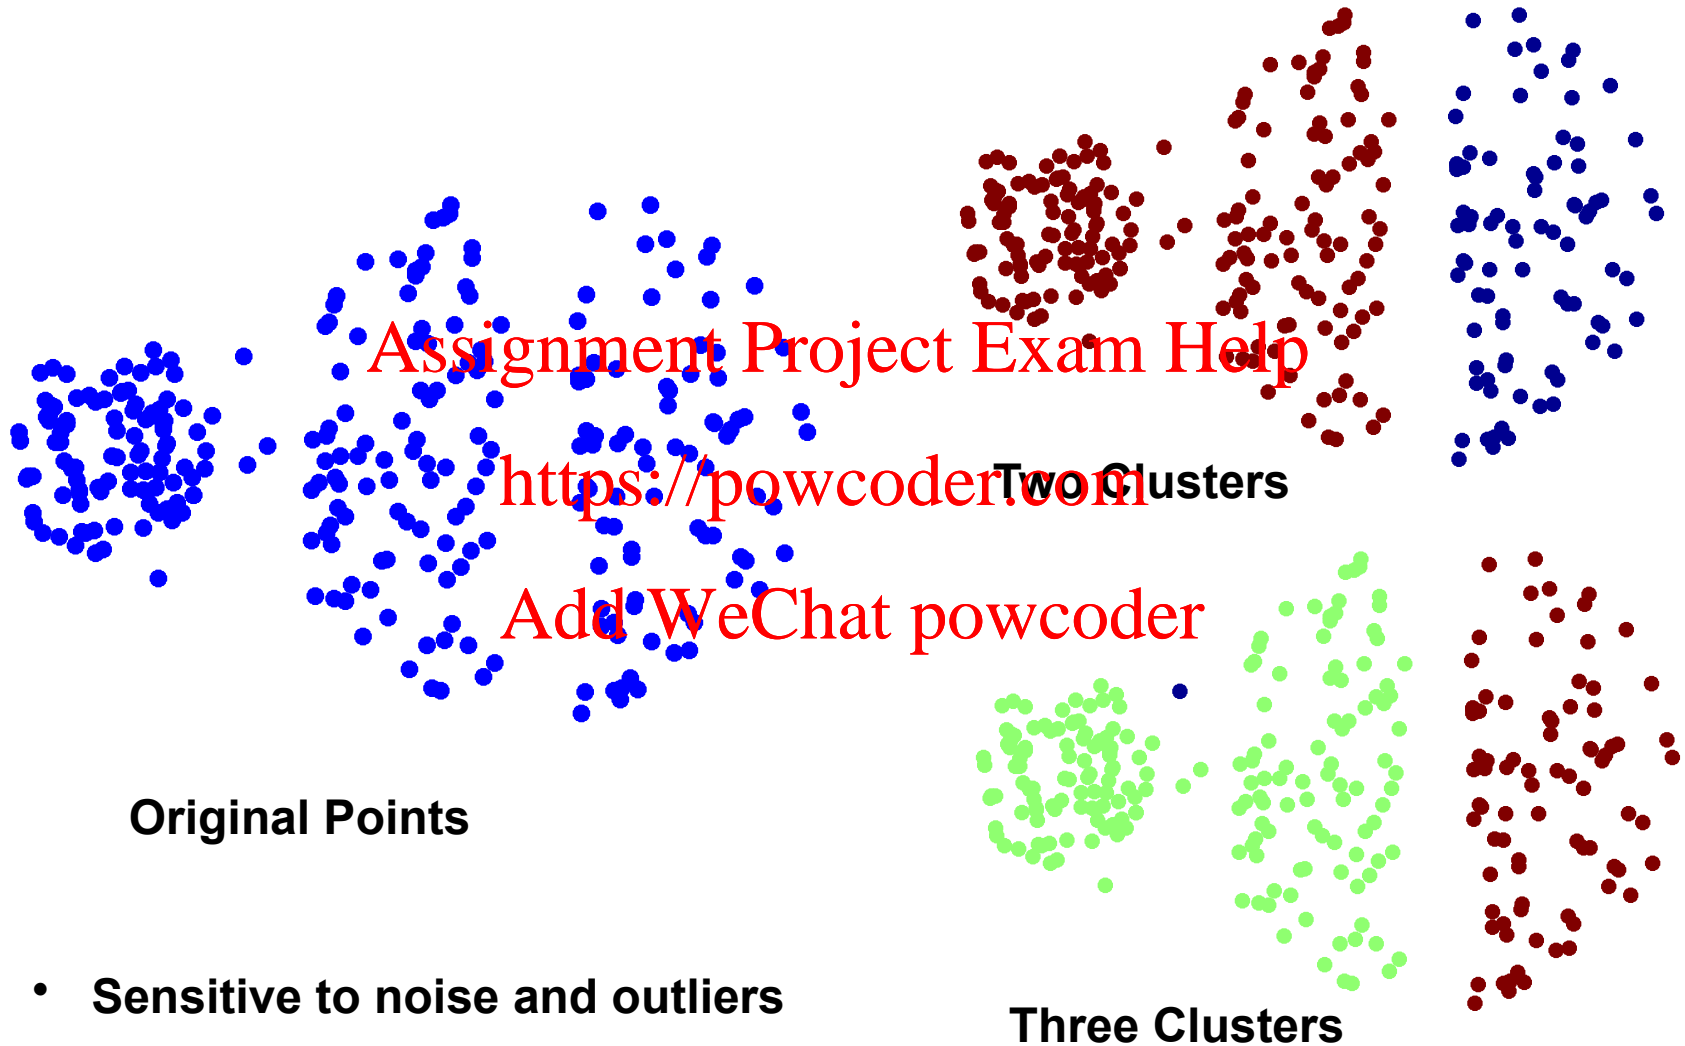 Assignment Project Exam Help
Two Clusters
https://powcoder.com
Add WeChat powcoder
Original Points
• Sensitive to noise and outliers
Three Clusters